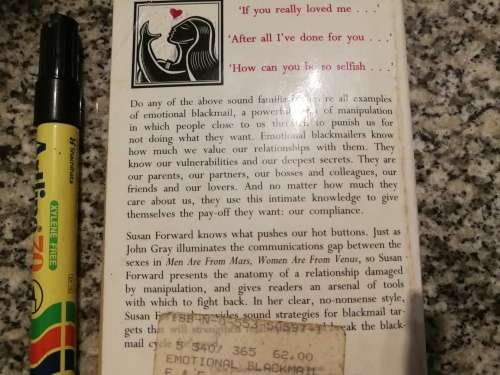 'If you really loved me . . .'
'After all I've done for you . . .'
'How can you be so selfish . . .'
Do any of the above sound familiar? are all examples
of emotional blackmail, a powerful of manipulation
in which people close to us threaten to punish us for
not doing what they want. Emotional blackmailers know
how much we value our relationships with them. They
know our vulnerabilities and our deepest secrets. They are
our parents, our partners, our bosses and colleagues, our
friends and our lovers. And no matter how much they
care about us, they use this intimate knowledge to give
themselves the pay-off they want: our compliance.
Susan Forward knows what pushes our hot buttons. Just as
John Gray illuminates the communications gap between the
sexes in Men Are From Mars, Women Are From Venus, so Susan
Forward presents the anatomy of a relationship damaged
by manipulation, and gives readers an arsenal of tools
with which to fight back. In her clear, no-nonsense style,
Susan sound strategies for blackmail tar-
gets that will strengthen break the black-
mail cycle
5 540/ 365 62.00
EMOTIONAL BLACKMAIL
Artline
70
XYLENE FREE
Shachihata